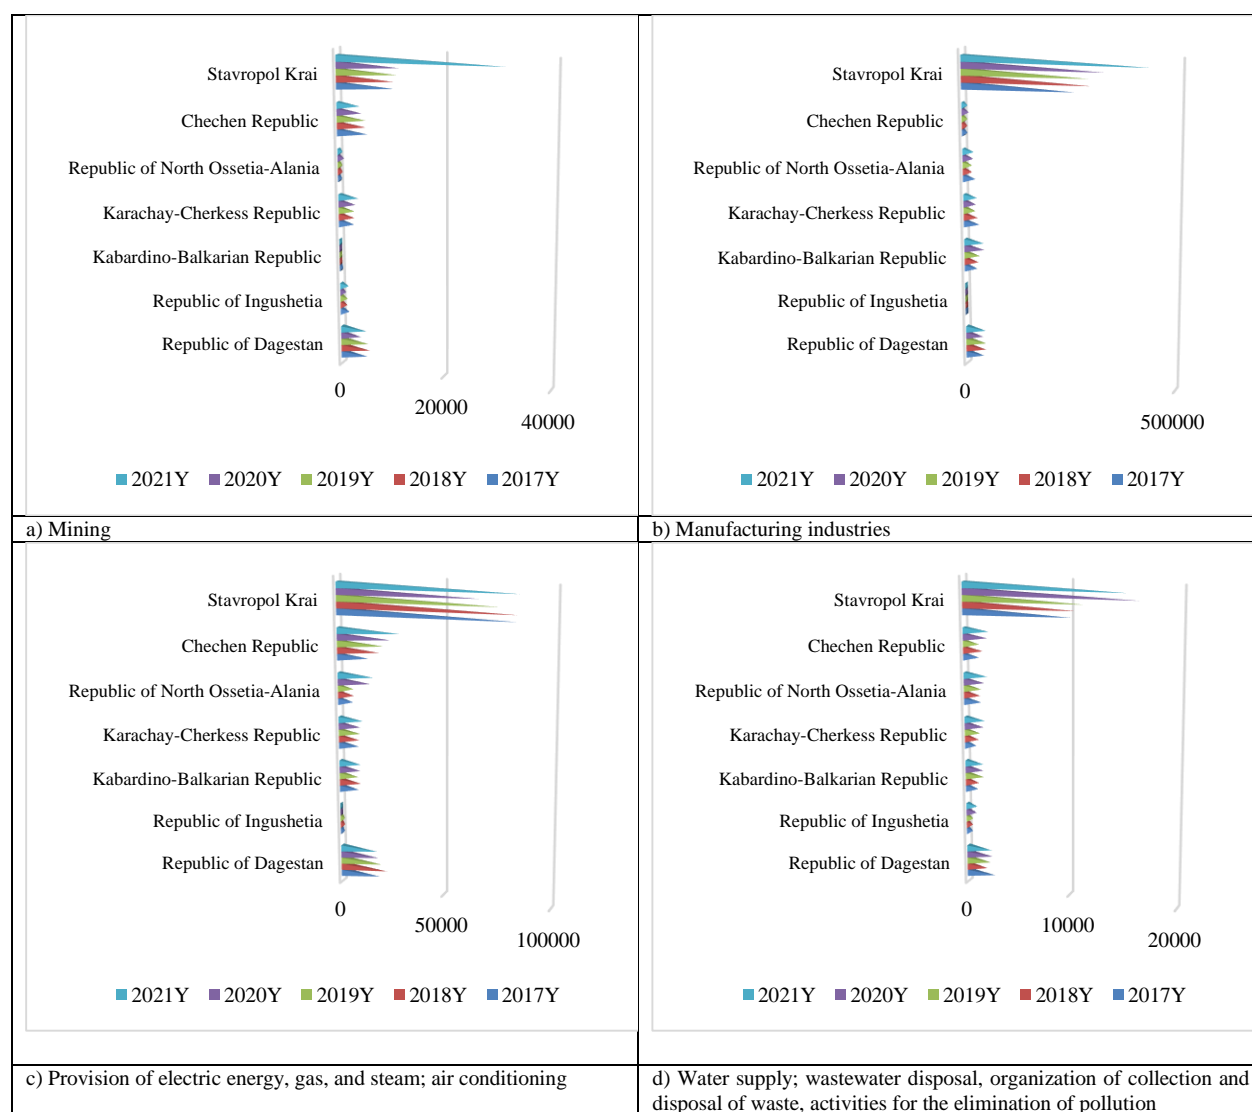 Stavropol Krai
Chechen Republic
Republic of North Ossetia-Alania
Karachay-Cherkess Republic
Kabardino-Balkarian Republic
Republic of Ingushetia
Republic of Dagestan
0
20000
40000
2021Y 2020Y 2019Y 2018Y 2017Y
a) Mining
Stavropol Krai
Chechen Republic
Republic of North Ossetia-Alania
Karachay-Cherkess Republic
Kabardino-Balkarian Republic
Republic of Ingushetia
Republic of Dagestan
0
500000
2021Y 2020Y 2019Y 2018Y 2017Y
b) Manufacturing industries
Stavropol Krai
Chechen Republic
Republic of North Ossetia-Alania
Karachay-Cherkess Republic
Kabardino-Balkarian Republic
Republic of Ingushetia
Republic of Dagestan
0
50000
100000
2021Y 2020Y 2019Y 2018Y 2017Y
c) Provision of electric energy, gas, and steam; air conditioning
Stavropol Krai
Chechen Republic
Republic of North Ossetia-Alania
Karachay-Cherkess Republic
Kabardino-Balkarian Republic
Republic of Ingushetia
Republic of Dagestan
0
10000
20000
2021Y 2020Y 2019Y 2018Y 2017Y
d) Water supply; wastewater disposal, organization of collection and
disposal of waste, activities for the elimination of pollution